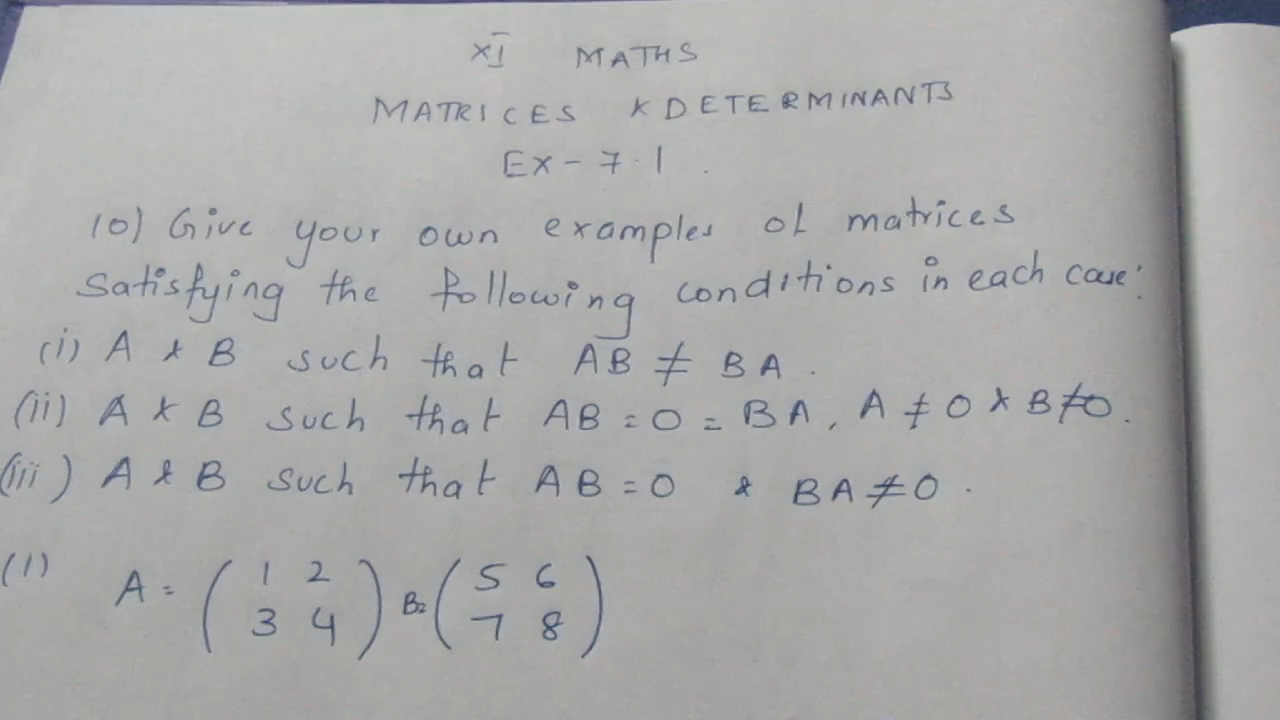 XI MATHS
MATRICES & DETERMINANTS
EX - 7.1.
10) Give your own examples of matrices
satisfying the following conditions in each case:
(i) A & B such that AB ≠ BA.
(ii) A & B such that AB = 0 = BA, A ≠ 0 & B ≠ 0.
(iii) A & B such that AB = 0 & BA ≠ 0.
(1) A = ( 1 2 ) B = ( 5 6 )
( 3 4 ) ( 7 8 )